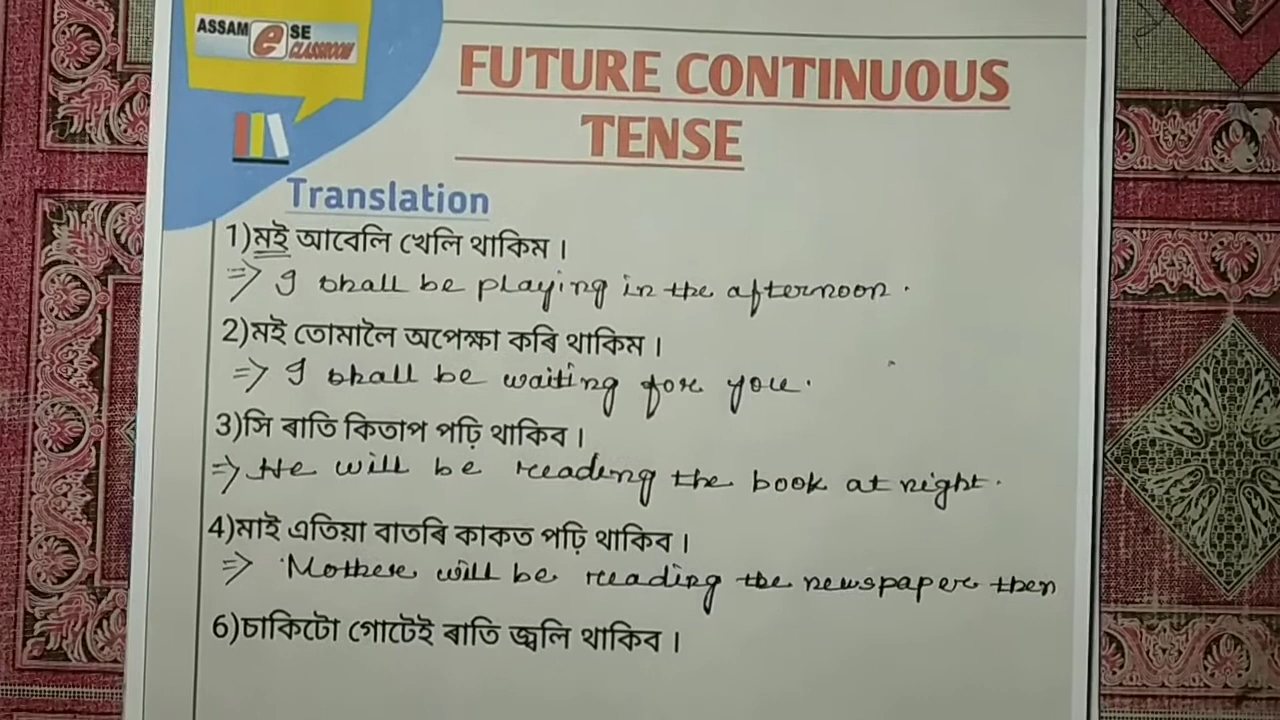 ASSAMeSE CLASSROOM
FUTURE CONTINUOUS
TENSE
Translation
1)মই আবেলি খেলি থাকিম।
=> I shall be playing in the afternoon.
2)মই তোমালৈ অপেক্ষা কৰি থাকিম।
=> I shall be waiting for you.
3)সি ৰাতি কিতাপ পঢ়ি থাকিব।
=> He will be reading the book at night.
4)মাই এতিয়া বাতৰি কাকত পঢ়ি থাকিব।
=> Mother will be reading the newspaper then
6)চাকিটো গোটেই ৰাতি জ্বলি থাকিব।